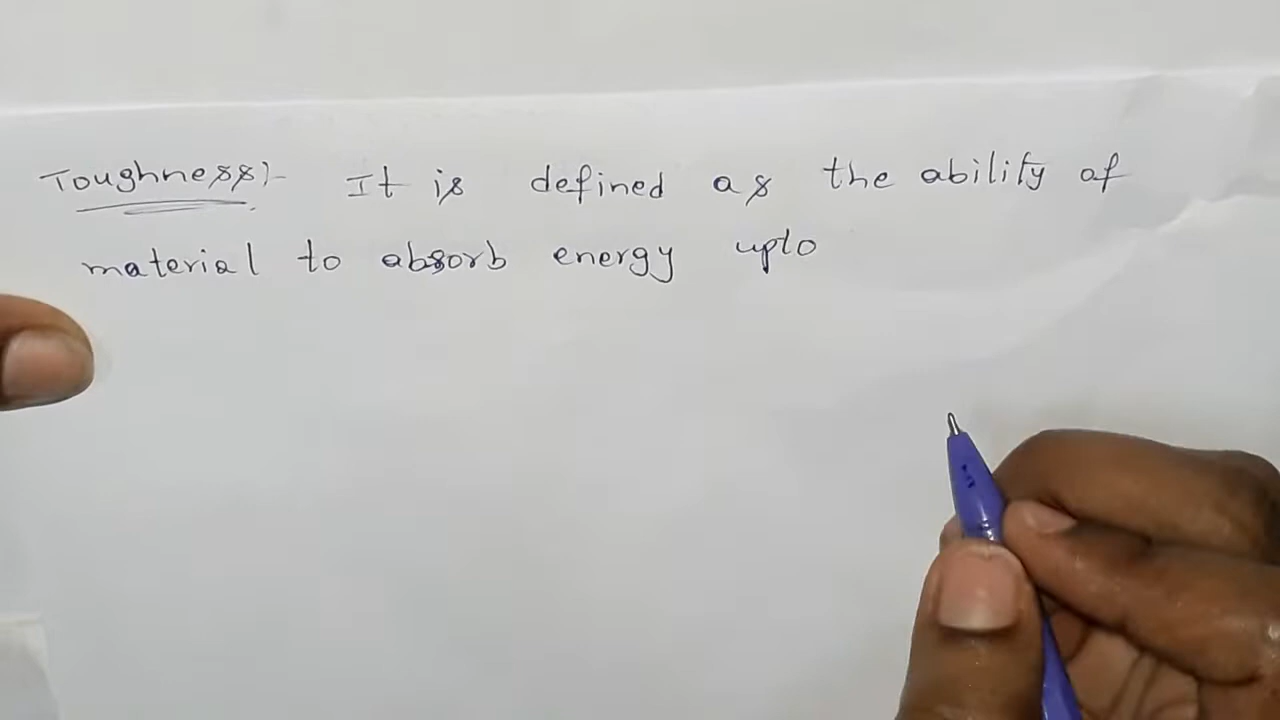 Toughness:- It is defined as the ability of
material to absorb energy upto